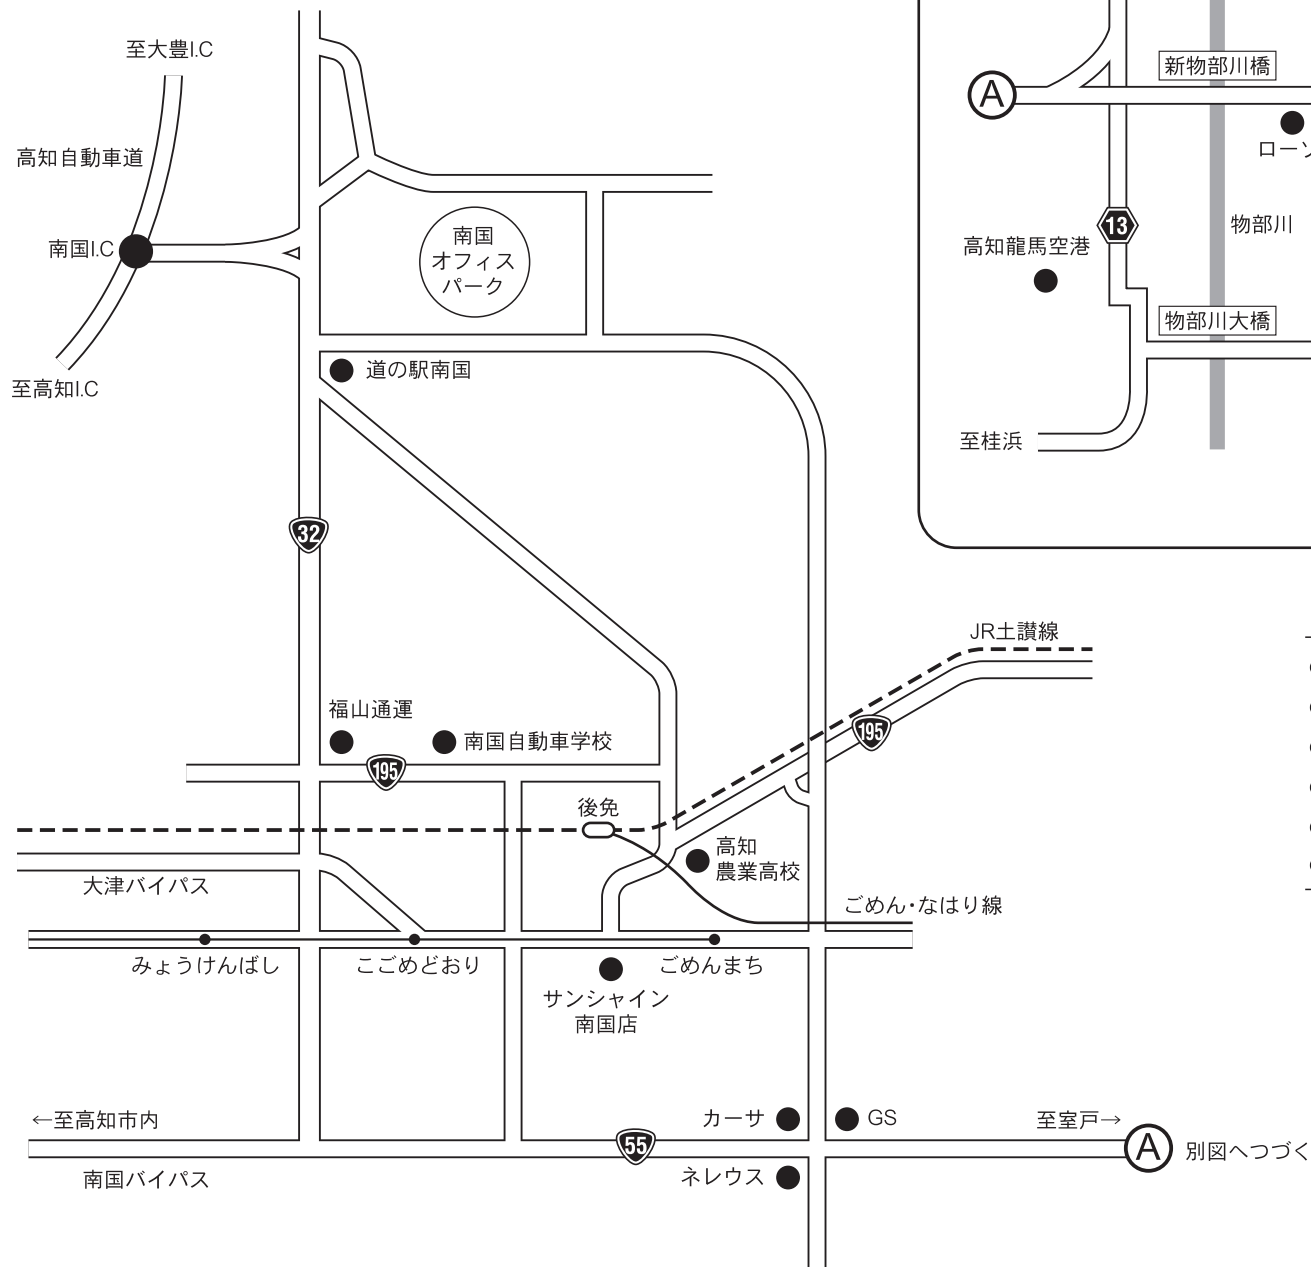 至大豊I.C
高知自動車道
南国I.C
至高知I.C
南国
オフィス
パーク
道の駅南国
32
福山通運
南国自動車学校
195
後免
高知
農業高校
JR土讃線
195
大津バイパス
ごめん・なはり線
みょうけんばし
こごめどおり
ごめんまち
サンシャイン
南国店
←至高知市内
南国バイパス
55
カーサ
GS
ネレウス
至室戸→
A
別図へつづく
A
新物部川橋
ローソ
13
物部川
高知龍馬空港
物部川大橋
至桂浜